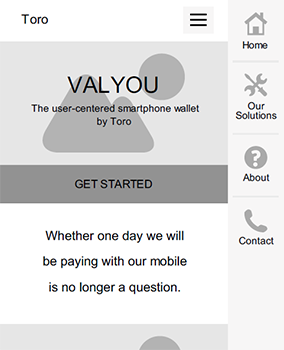 Toro
VALYOU
The user-centered smartphone wallet
by Toro
GET STARTED
Whether one day we will
be paying with our mobile
is no longer a question.
Home
Our
Solutions
About
Contact